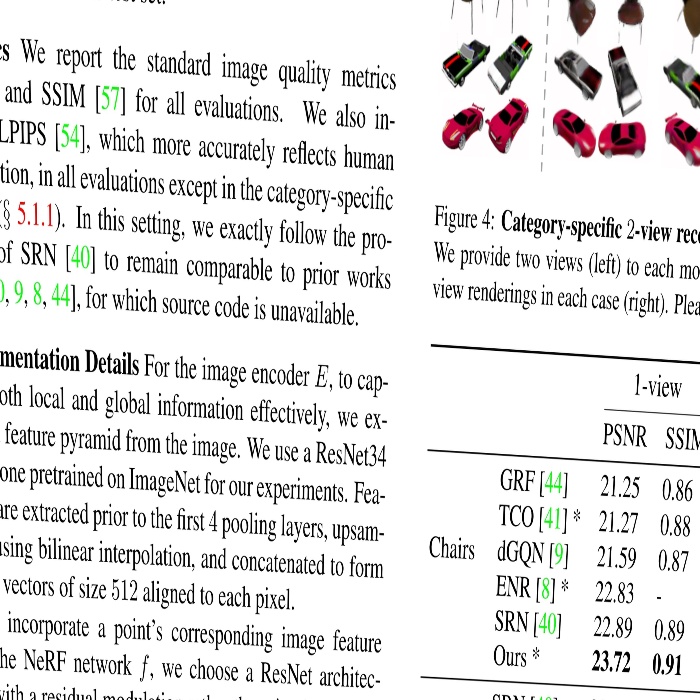 We report the standard image quality metrics
and SSIM [57] for all evaluations. We also in-
LPIPS [54], which more accurately reflects human
tion, in all evaluations except in the category-specific
(§ 5.1.1). In this setting, we exactly follow the pro-
of SRN [40] to remain comparable to prior works
9, 8, 44], for which source code is unavailable.
mentation Details For the image encoder E, to cap-
oth local and global information effectively, we ex-
feature pyramid from the image. We use a ResNet34
one pretrained on ImageNet for our experiments. Fea-
are extracted prior to the first 4 pooling layers, upsam-
using bilinear interpolation, and concatenated to form
vectors of size 512 aligned to each pixel.
incorporate a point's corresponding image feature
he NeRF network f, we choose a ResNet architec-
with a residual
Figure 4: Category-specific 2-view rec
We provide two views (left) to each mo
view renderings in each case (right). Plea
1-view
PSNR SSIM
GRF [44] 21.25 0.86
TCO [41] * 21.27 0.88
Chairs dGQN [9] 21.59 0.87
ENR [8] * 22.83 -
SRN [40] 22.89 0.89
Ours * 23.72 0.91